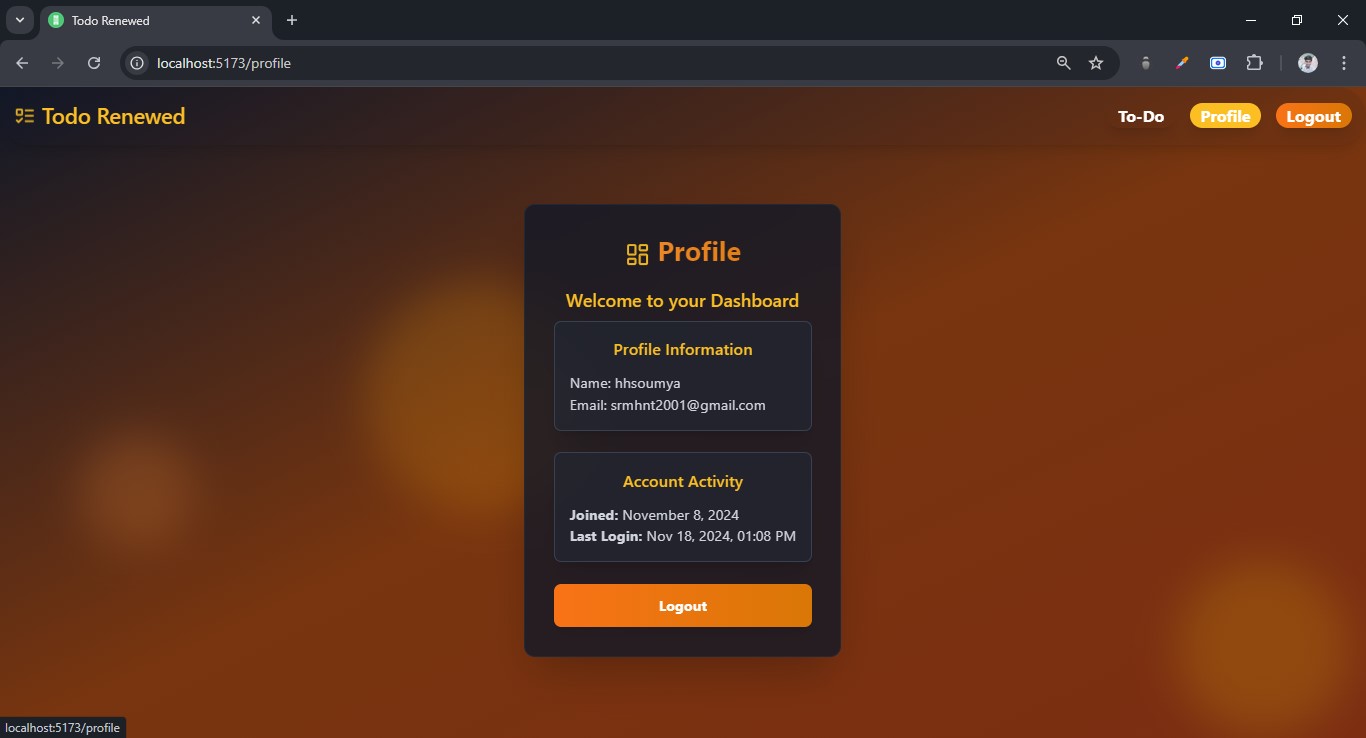 Todo Renewed
localhost:5173/profile
Todo Renewed
To-Do Profile Logout
Profile
Welcome to your Dashboard
Profile Information
Name: hhsoumya
Email: srmhnt2001@gmail.com
Account Activity
Joined: November 8, 2024
Last Login: Nov 18, 2024, 01:08 PM
Logout
localhost:5173/profile